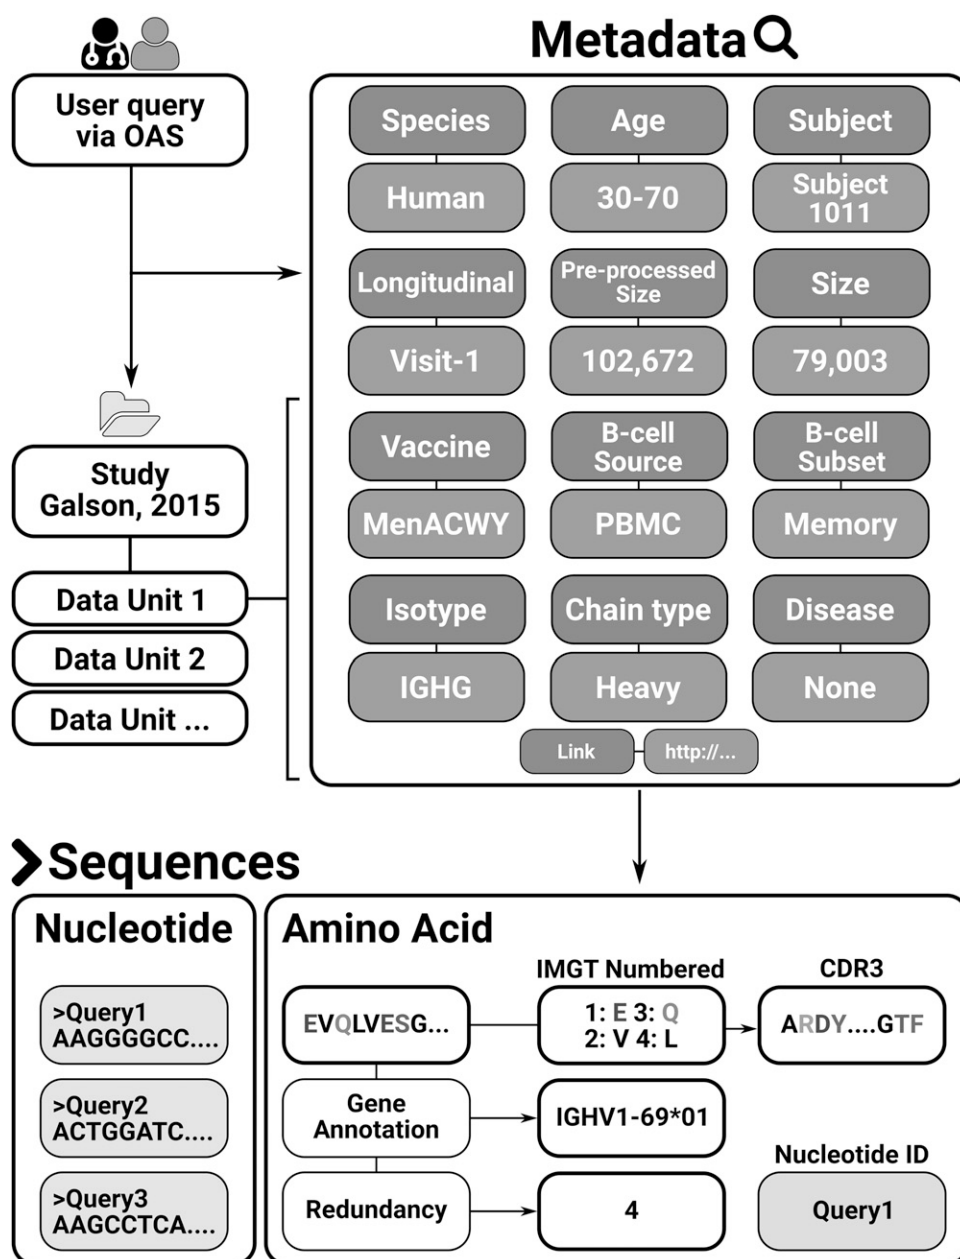 Metadata
User query
via OAS
Species
Age
Subject
Human
30-70
Subject
1011
Longitudinal
Pre-processed
Size
Size
Visit-1
102,672
79,003
Vaccine
B-cell
Source
B-cell
Subset
MenACWY
PBMC
Memory
Isotype
Chain type
Disease
IGHG
Heavy
None
Link
http://...
Study
Galson, 2015
Data Unit 1
Data Unit 2
Data Unit ...
Sequences
Nucleotide
>Query1
AAGGGGCC....
>Query2
ACTGGATC....
>Query3
AAGCCTCA....
Amino Acid
IMGT Numbered
CDR3
EVQLVESG...
1: E 3: Q
2: V 4: L
ARDY....GTF
Gene
Annotation
IGHV1-69*01
Redundancy
4
Nucleotide ID
Query1